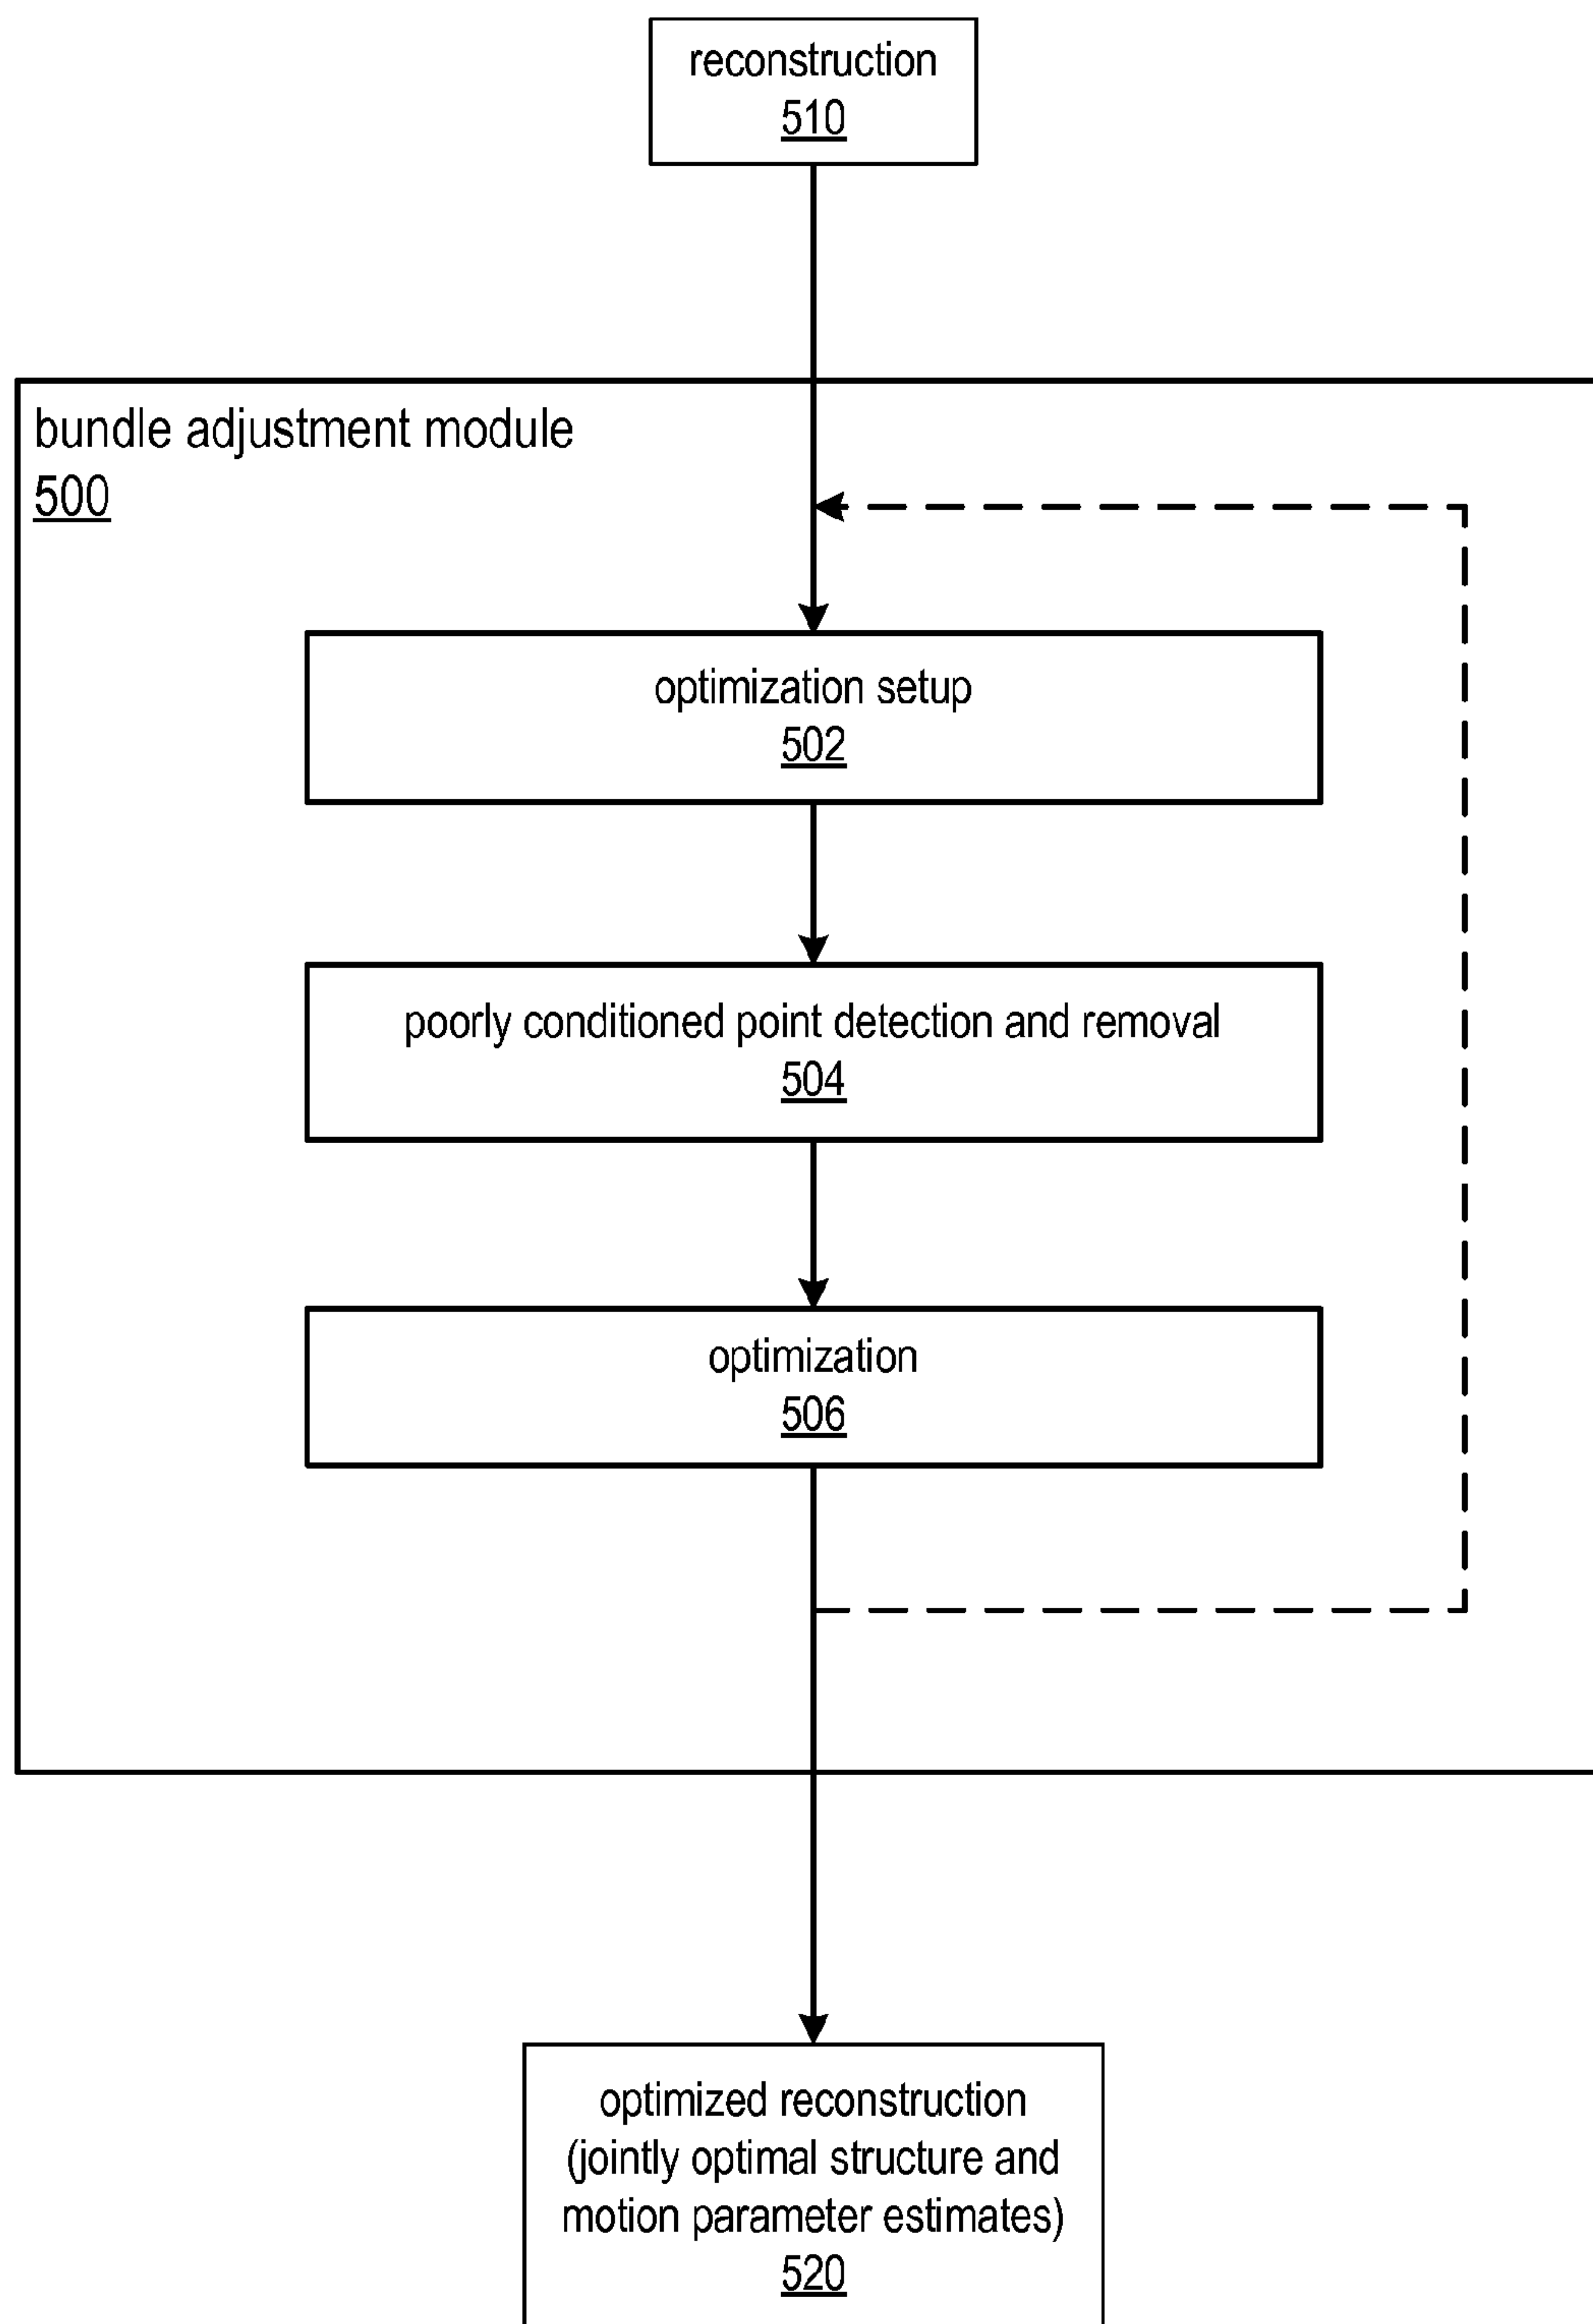 reconstruction
510
bundle adjustment module
500
optimization setup
502
poorly conditioned point detection and removal
504
optimization
506
optimized reconstruction
(jointly optimal structure and
motion parameter estimates)
520